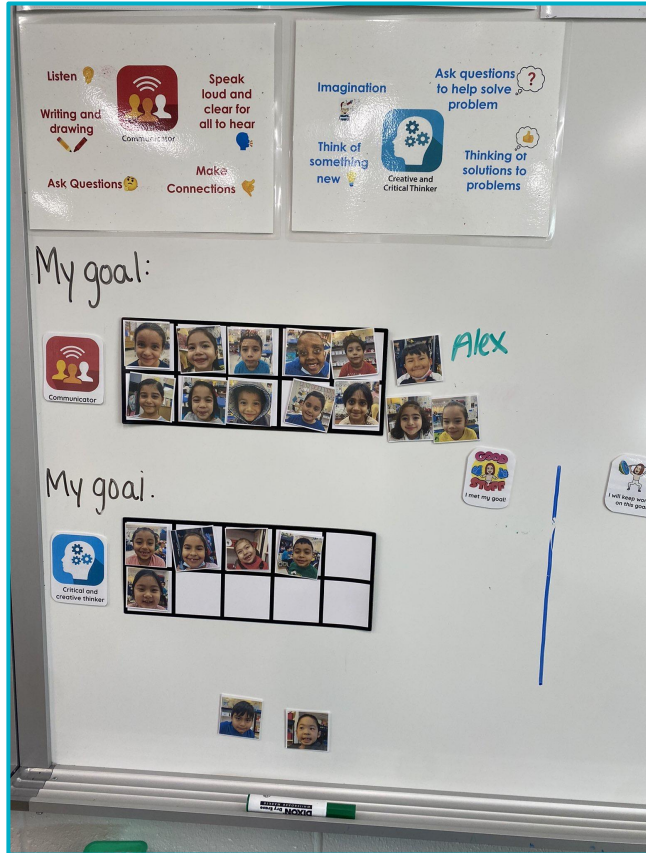 Listen
Writing and
drawing
Ask Questions
Communicator
Speak
loud and
clear for
all to hear
Make
Connections
Imagination
Think of
something
new
Creative and
Critical Thinker
Ask questions
to help solve
problem
?
Thinking of
solutions to
problems
My goal:
Communicator
Alex
GOOD
STUFF
I met my goal!
I will keep wor
on this goa
My goal.
Critical and
creative thinker
DIXON
Dry Erase